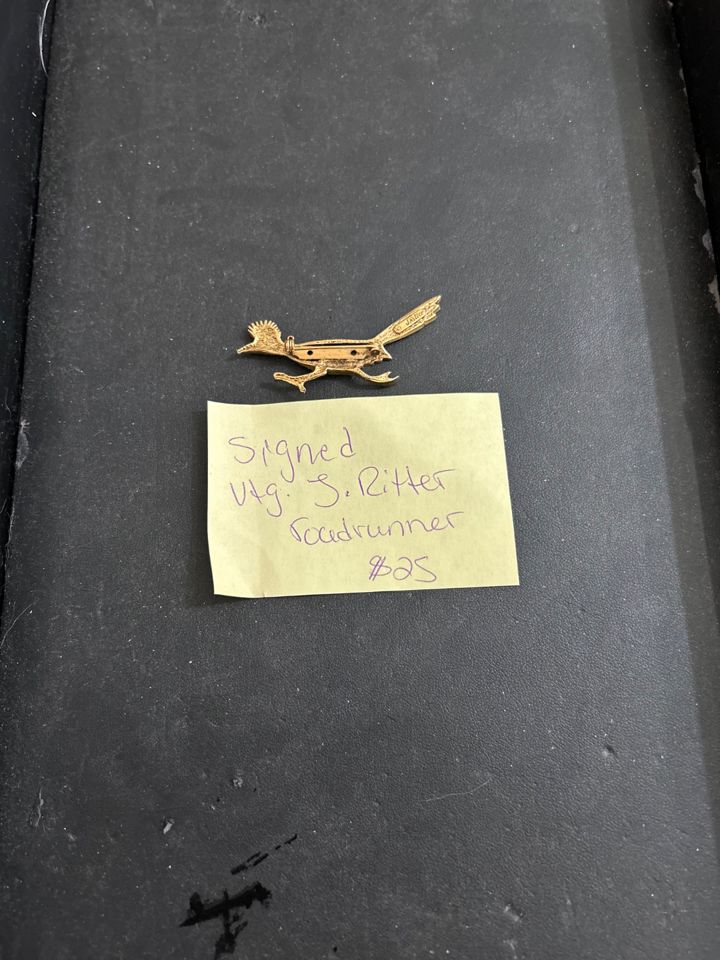 Signed
Vtg. J. Ritter
roadrunner
$25